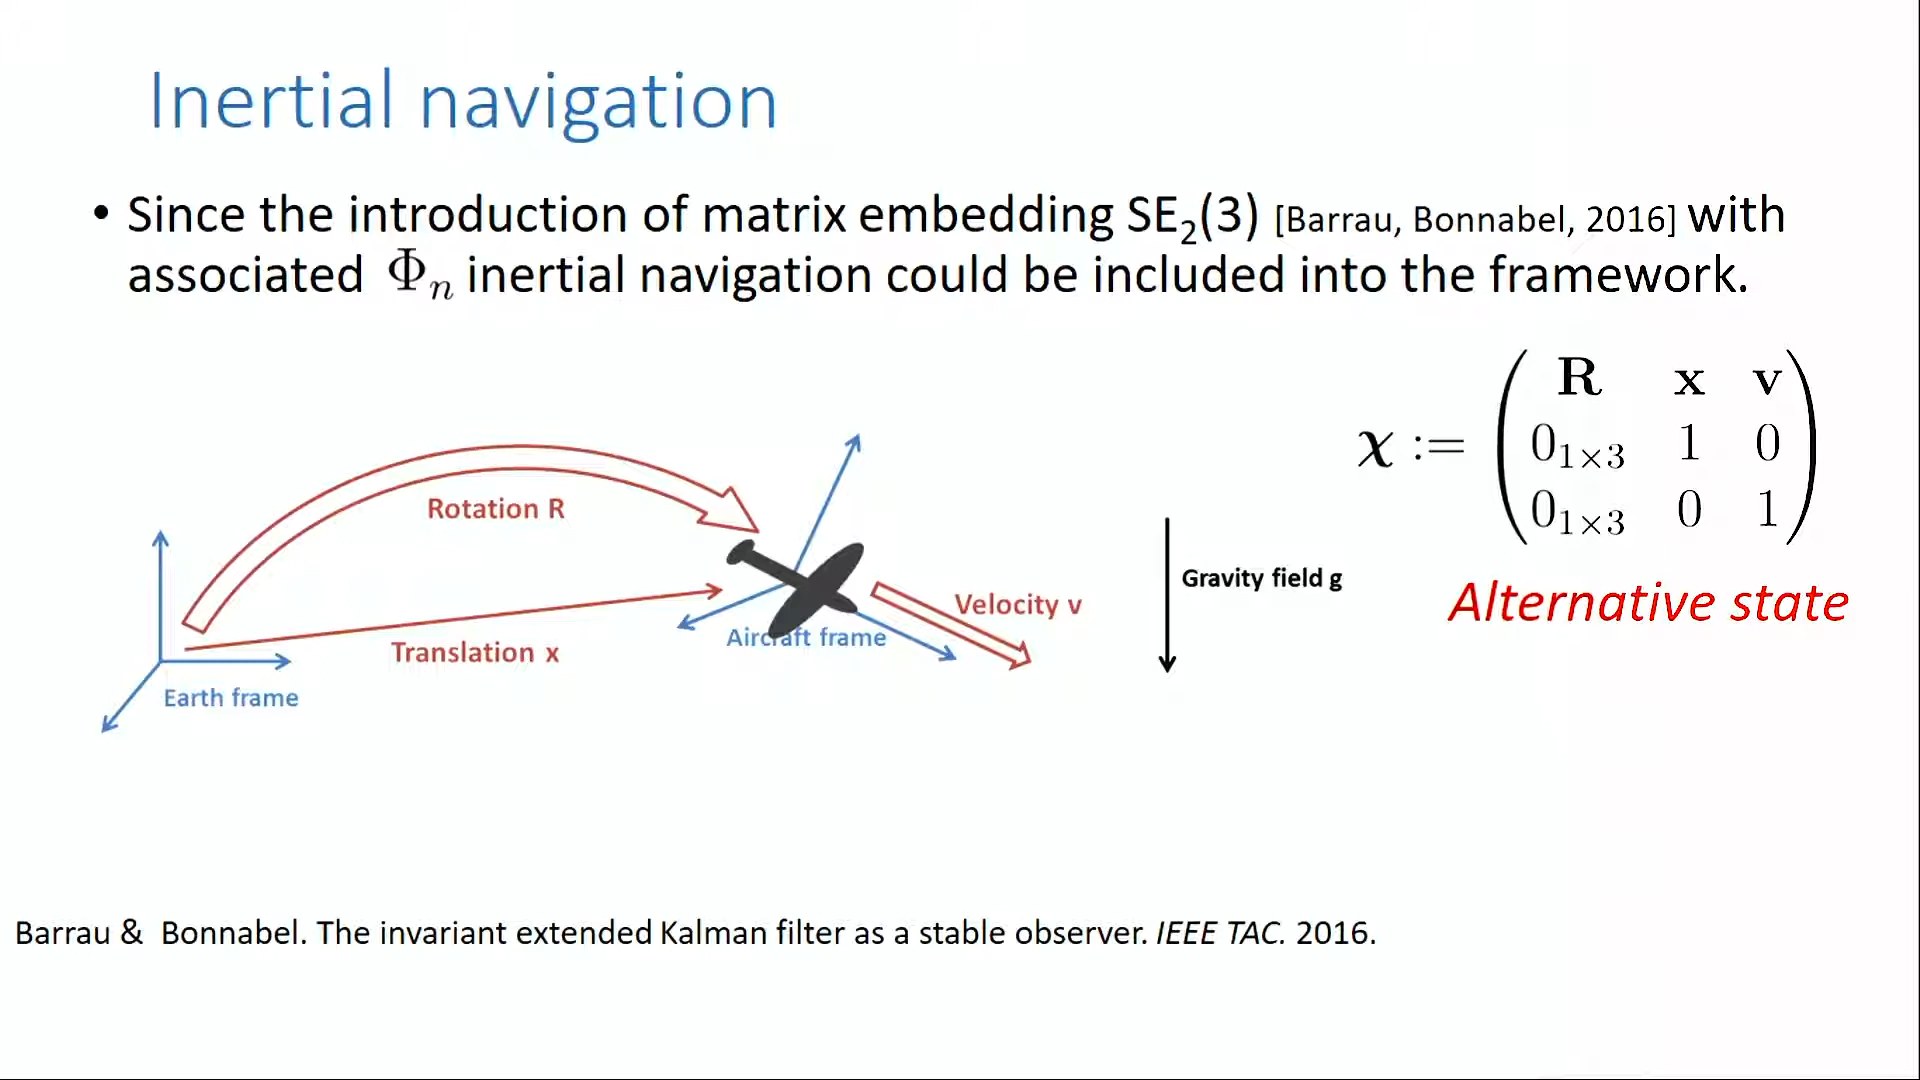 Inertial navigation
• Since the introduction of matrix embedding SE₂(3) [Barrau, Bonnabel, 2016] with
associated Φₙ inertial navigation could be included into the framework.
R x v
χ := 0₁ₓ₃ 1 0
0₁ₓ₃ 0 1
Rotation R
Gravity field g
Velocity v
Alternative state
Aircraft frame
Translation x
Earth frame
Barrau & Bonnabel. The invariant extended Kalman filter as a stable observer. IEEE TAC. 2016.